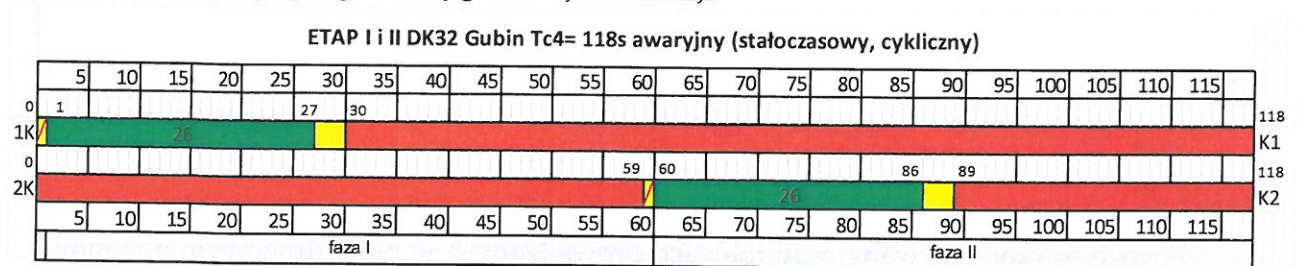 ETAP I i II DK32 Gubin Tc4= 118s awaryjny (stałoczasowy, cykliczny)
5 10 15 20 25 30 35 40 45 50 55 60 65 70 75 80 85 90 95 100 105 110 115
0 1 27 30 118
1K 26 K1
0 59 60 86 89 118
2K 26 K2
5 10 15 20 25 30 35 40 45 50 55 60 65 70 75 80 85 90 95 100 105 110 115
faza I faza II